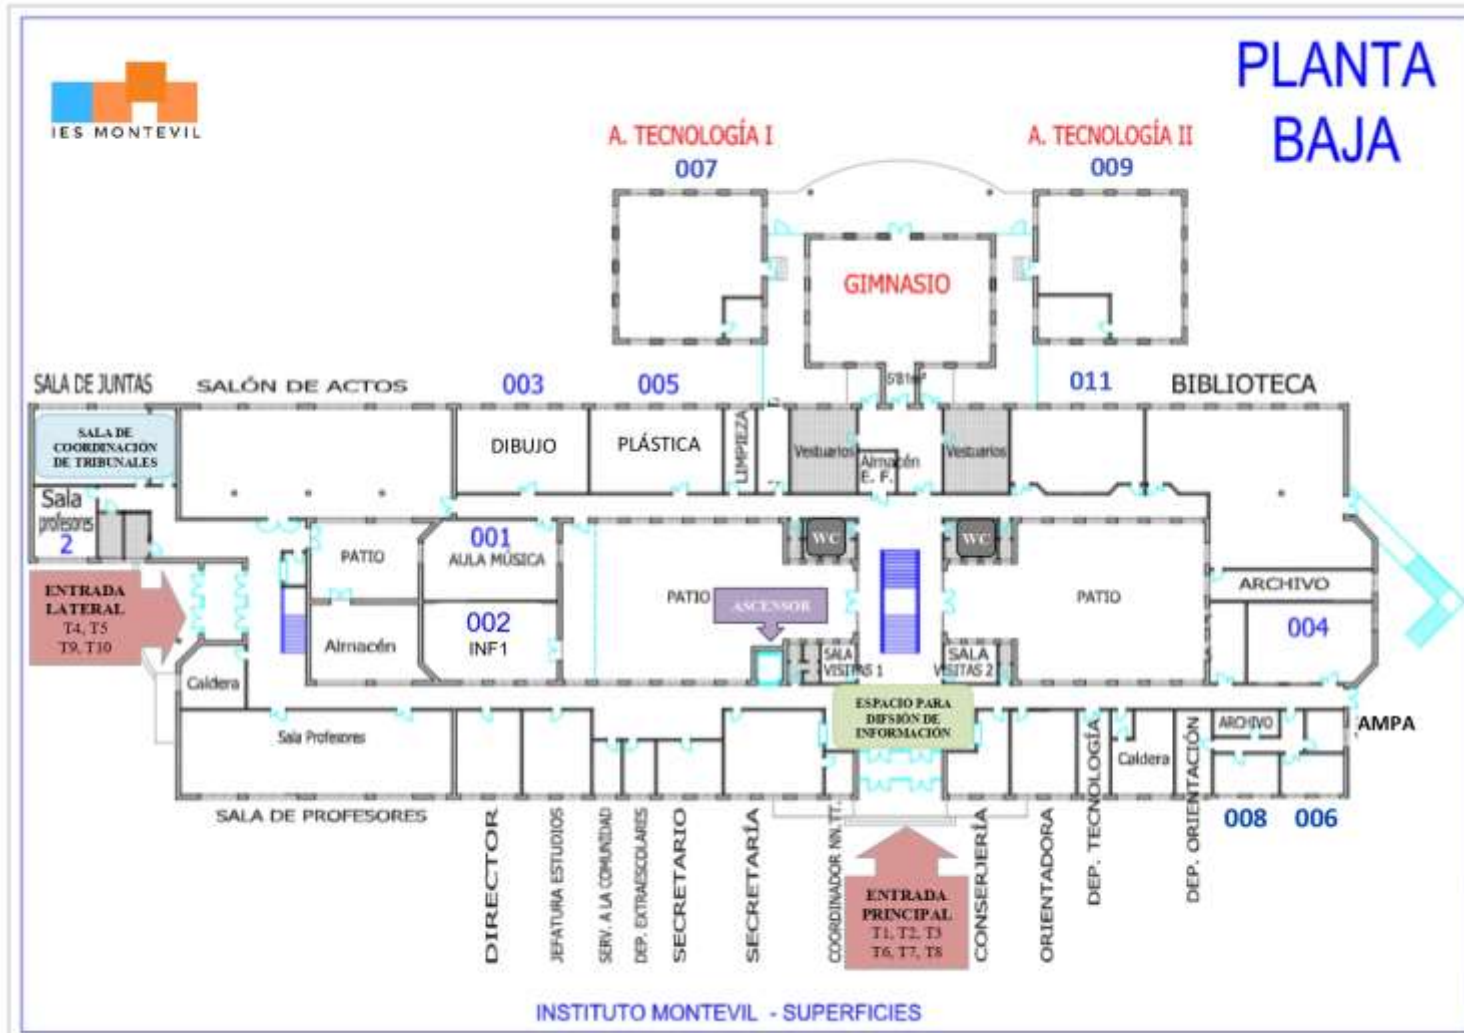 PLANTA
BAJA
IES MONTEVIL
A. TECNOLOGÍA I
007
A. TECNOLOGÍA II
009
GIMNASIO
SALA DE JUNTAS
SALÓN DE ACTOS
003
005
011
BIBLIOTECA
SALA DE
COORDINACIÓN
DE TRIBUNALES
DIBUJO
PLÁSTICA
LIMPIEZA
Vestuarios
Almacén
E. F.
Vestuarios
Sala
profesores
2
PATIO
001
AULA MÚSICA
WC
WC
ENTRADA
LATERAL
T4, T5
T9, T10
PATIO
ASCENSOR
PATIO
ARCHIVO
002
INF1
004
Almacén
SALA
VISITAS 1
SALA
VISITAS 2
Caldera
ESPACIO PARA
DIFSIÓN DE
INFORMACIÓN
Sala Profesores
Caldera
ARCHIVO
AMPA
SALA DE PROFESORES
DIRECTOR
JEFATURA ESTUDIOS
SERV. A LA COMUNIDAD
DEP. EXTRAESCOLARES
SECRETARIO
SECRETARÍA
COORDINADOR NN.TT.
CONSERJERÍA
ORIENTADORA
DEP. TECNOLOGÍA
DEP. ORIENTACIÓN
008
006
ENTRADA
PRINCIPAL
T1, T2, T3
T6, T7, T8
INSTITUTO MONTEVIL - SUPERFICIES